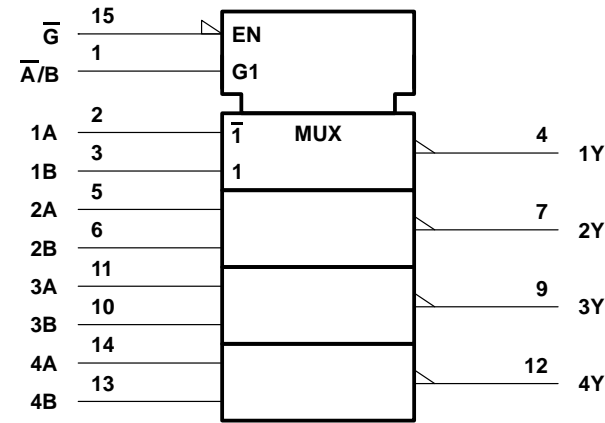 G̅ 15 EN
A̅/B 1 G1
1A 2 1̅ MUX 4 1Y
1B 3 1
2A 5 7 2Y
2B 6
3A 11 9 3Y
3B 10
4A 14 12 4Y
4B 13